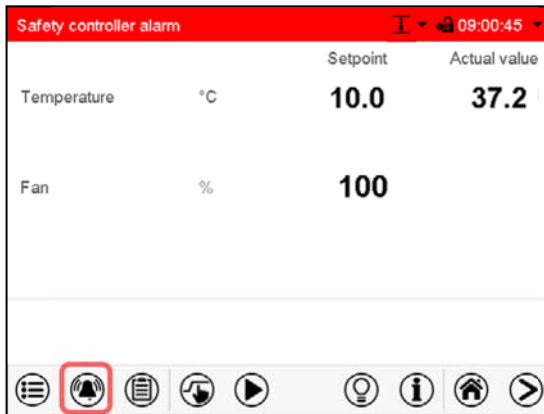 Safety controller alarm 09:00:45
Setpoint Actual value
Temperature °C 10.0 37.2
Fan % 100